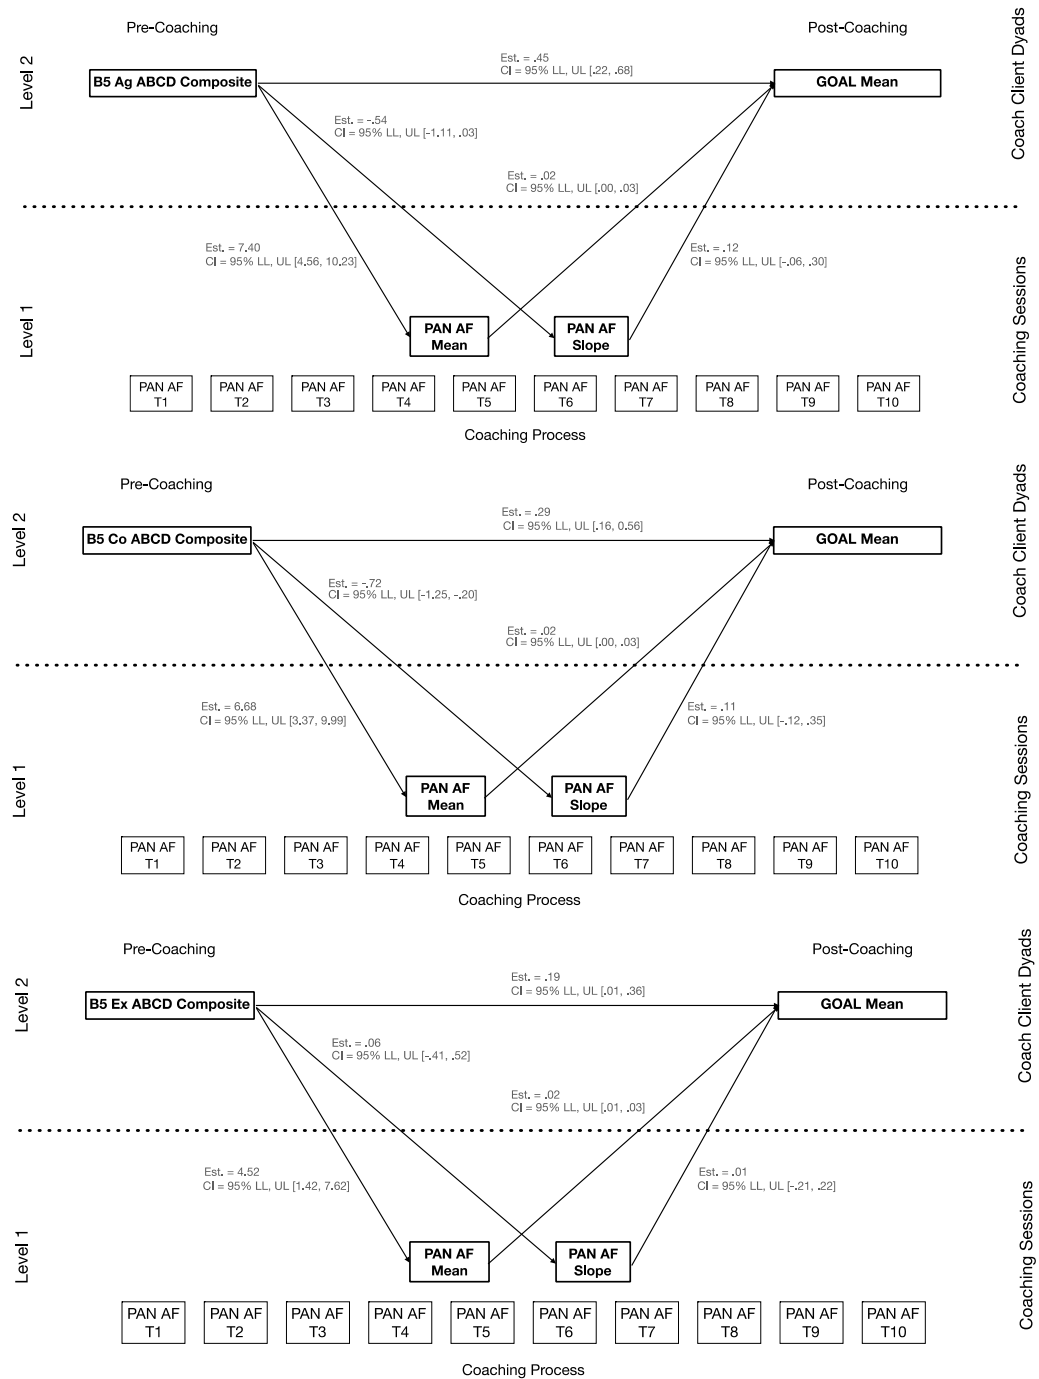 Pre-Coaching
Post-Coaching
Level 2
Coach Client Dyads
B5 Ag ABCD Composite
Est. = .45
CI = 95% LL, UL [.22, .68]
GOAL Mean
Est. = -.54
CI = 95% LL, UL [-1.11, .03]
Est. = .02
CI = 95% LL, UL [.00, .03]
Est. = 7.40
CI = 95% LL, UL [4.56, 10.23]
Est. = .12
CI = 95% LL, UL [-.06, .30]
Level 1
Coaching Sessions
PAN AF
Mean
PAN AF
Slope
PAN AF
T1
PAN AF
T2
PAN AF
T3
PAN AF
T4
PAN AF
T5
PAN AF
T6
PAN AF
T7
PAN AF
T8
PAN AF
T9
PAN AF
T10
Coaching Process
Pre-Coaching
Post-Coaching
Level 2
Coach Client Dyads
B5 Co ABCD Composite
Est. = .29
CI = 95% LL, UL [.16, 0.56]
GOAL Mean
Est. = -.72
CI = 95% LL, UL [-1.25, -.20]
Est. = .02
CI = 95% LL, UL [.00, .03]
Est. = 6.68
CI = 95% LL, UL [3.37, 9.99]
Est. = .11
CI = 95% LL, UL [-.12, .35]
Level 1
Coaching Sessions
PAN AF
Mean
PAN AF
Slope
PAN AF
T1
PAN AF
T2
PAN AF
T3
PAN AF
T4
PAN AF
T5
PAN AF
T6
PAN AF
T7
PAN AF
T8
PAN AF
T9
PAN AF
T10
Coaching Process
Pre-Coaching
Post-Coaching
Level 2
Coach Client Dyads
B5 Ex ABCD Composite
Est. = .19
CI = 95% LL, UL [.01, .36]
GOAL Mean
Est. = .06
CI = 95% LL, UL [-.41, .52]
Est. = .02
CI = 95% LL, UL [.01, .03]
Est. = 4.52
CI = 95% LL, UL [1.42, 7.62]
Est. = .01
CI = 95% LL, UL [-.21, .22]
Level 1
Coaching Sessions
PAN AF
Mean
PAN AF
Slope
PAN AF
T1
PAN AF
T2
PAN AF
T3
PAN AF
T4
PAN AF
T5
PAN AF
T6
PAN AF
T7
PAN AF
T8
PAN AF
T9
PAN AF
T10
Coaching Process